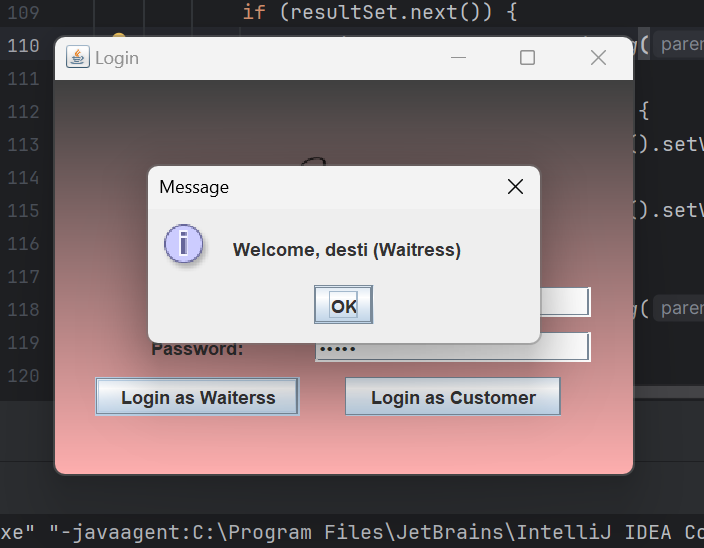 109 if (resultSet.next()) {
110 ( paren
Login
111
112 {
113 ().setV
114
Message
115 ().setV
116
Welcome, desti (Waitress)
117
OK
118 g( paren
119
Password: •••••
120
Login as Waiterss Login as Customer
xe" "-javaagent:C:\Program Files\JetBrains\IntelliJ IDEA Co